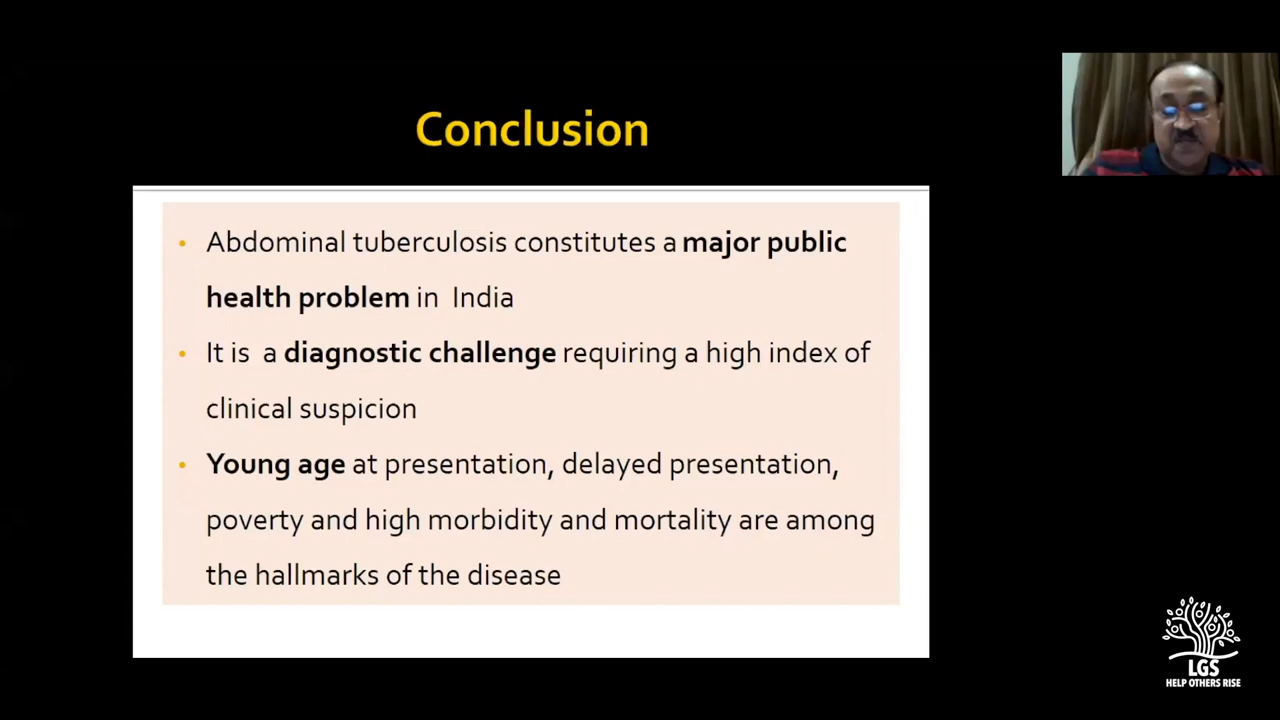 Conclusion
• Abdominal tuberculosis constitutes a major public
health problem in India
• It is a diagnostic challenge requiring a high index of
clinical suspicion
• Young age at presentation, delayed presentation,
poverty and high morbidity and mortality are among
the hallmarks of the disease
LGS
HELP OTHERS RISE